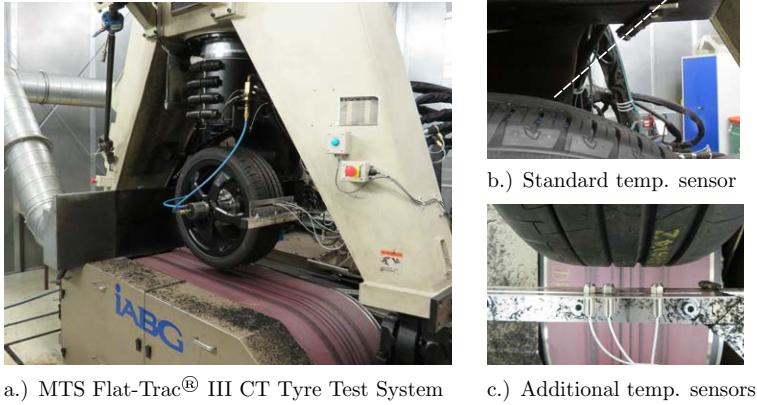 iABG
a.) MTS Flat-Trac® III CT Tyre Test System
b.) Standard temp. sensor
c.) Additional temp. sensors